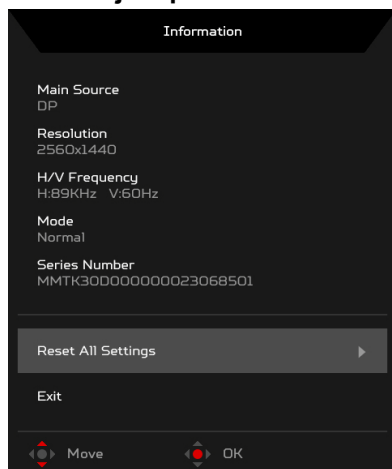 Information
Main Source
DP
Resolution
2560x1440
H/V Frequency
H:89KHz V:60Hz
Mode
Normal
Series Number
MMTK30D000000023068501
Reset All Settings
Exit
Move OK